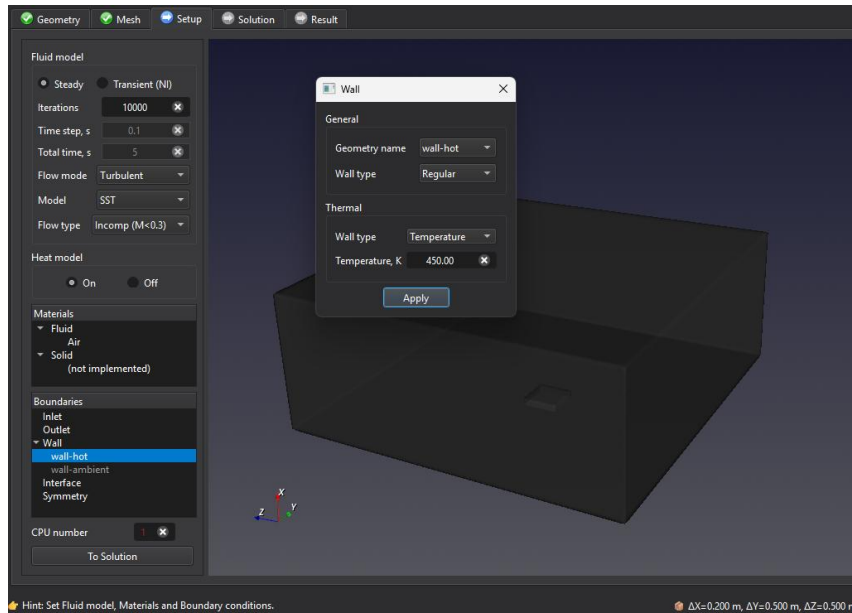 Geometry Mesh Setup Solution Result
Fluid model
Steady Transient (NI)
Iterations 10000
Time step, s 0.1
Total time, s 5
Flow mode Turbulent
Model SST
Flow type Incomp (M<0.3)
Heat model
On Off
Materials
Fluid
Air
Solid
(not implemented)
Boundaries
Inlet
Outlet
Wall
wall-hot
wall-ambient
Interface
Symmetry
CPU number 1
To Solution
Wall
General
Geometry name wall-hot
Wall type Regular
Thermal
Wall type Temperature
Temperature, K 450.00
Apply
X
Z Y
Hint: Set Fluid model, Materials and Boundary conditions.
ΔX=0.200 m, ΔY=0.500 m, ΔZ=0.500 m